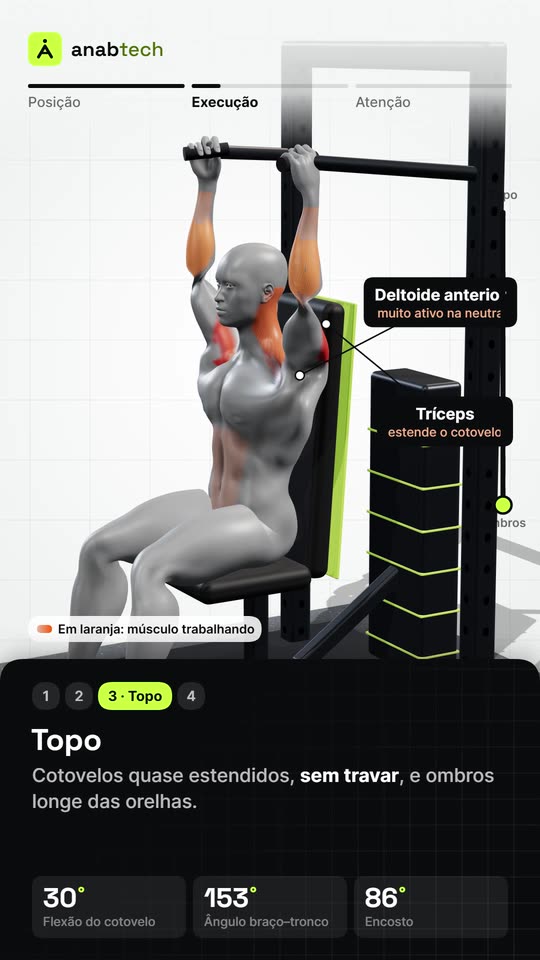 anabtech
Posição
Execução
Atenção
po
Deltoide anterio
muito ativo na neutra
Tríceps
estende o cotovelo
mbros
Em laranja: músculo trabalhando
1
2
3 · Topo
4
Topo
Cotovelos quase estendidos, sem travar, e ombros
longe das orelhas.
30°
Flexão do cotovelo
153°
Ângulo braço–tronco
86°
Encosto